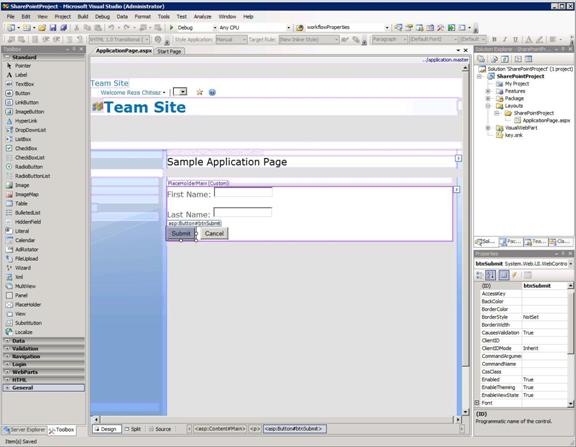 SharePointProject - Microsoft Visual Studio (Administrator)
File Edit View Project Build Debug Data Format Table Tools Test Analyze Window Help
Debug Any CPU workflowProperties
XHTML 1.0 Transitional ( Style Application: Manual Target Rule: (New Inline Style) Paragraph (Default Font) (Default
Toolbox
Standard
Pointer
Label
TextBox
Button
LinkButton
ImageButton
HyperLink
DropDownList
ListBox
CheckBox
CheckBoxList
RadioButton
RadioButtonList
Image
ImageMap
Table
BulletedList
HiddenField
Literal
Calendar
AdRotator
FileUpload
Wizard
Xml
MultiView
Panel
PlaceHolder
View
Substitution
Localize
Data
Validation
Navigation
Login
WebParts
HTML
General
Server Explorer Toolbox
ApplicationPage.aspx Start Page
../application.master
Team Site
Welcome Reza Chitsaz
Team Site
Sample Application Page
PlaceHolderMain (Custom)
First Name:
Last Name:
asp:Button#btnSubmit
Submit Cancel
Design Split Source <asp:Content#Main> <p> <asp:Button#btnSubmit>
Solution Explorer - SharePointPr...
Solution 'SharePointProject' (1 project)
SharePointProject
My Project
Features
Package
Layouts
SharePointProject
ApplicationPage.aspx
VisualWebPart
key.snk
Sol... Pac... Tea... Cla...
Properties
btnSubmit System.Web.UI.WebContro
(ID) btnSubmit
AccessKey
BackColor
BorderColor
BorderStyle NotSet
BorderWidth
CausesValidation True
ClientID
ClientIDMode Inherit
CommandArgumen
CommandName
CssClass
Enabled True
EnableTheming True
EnableViewState True
Font
(ID)
Programmatic name of the control.
Item(s) Saved